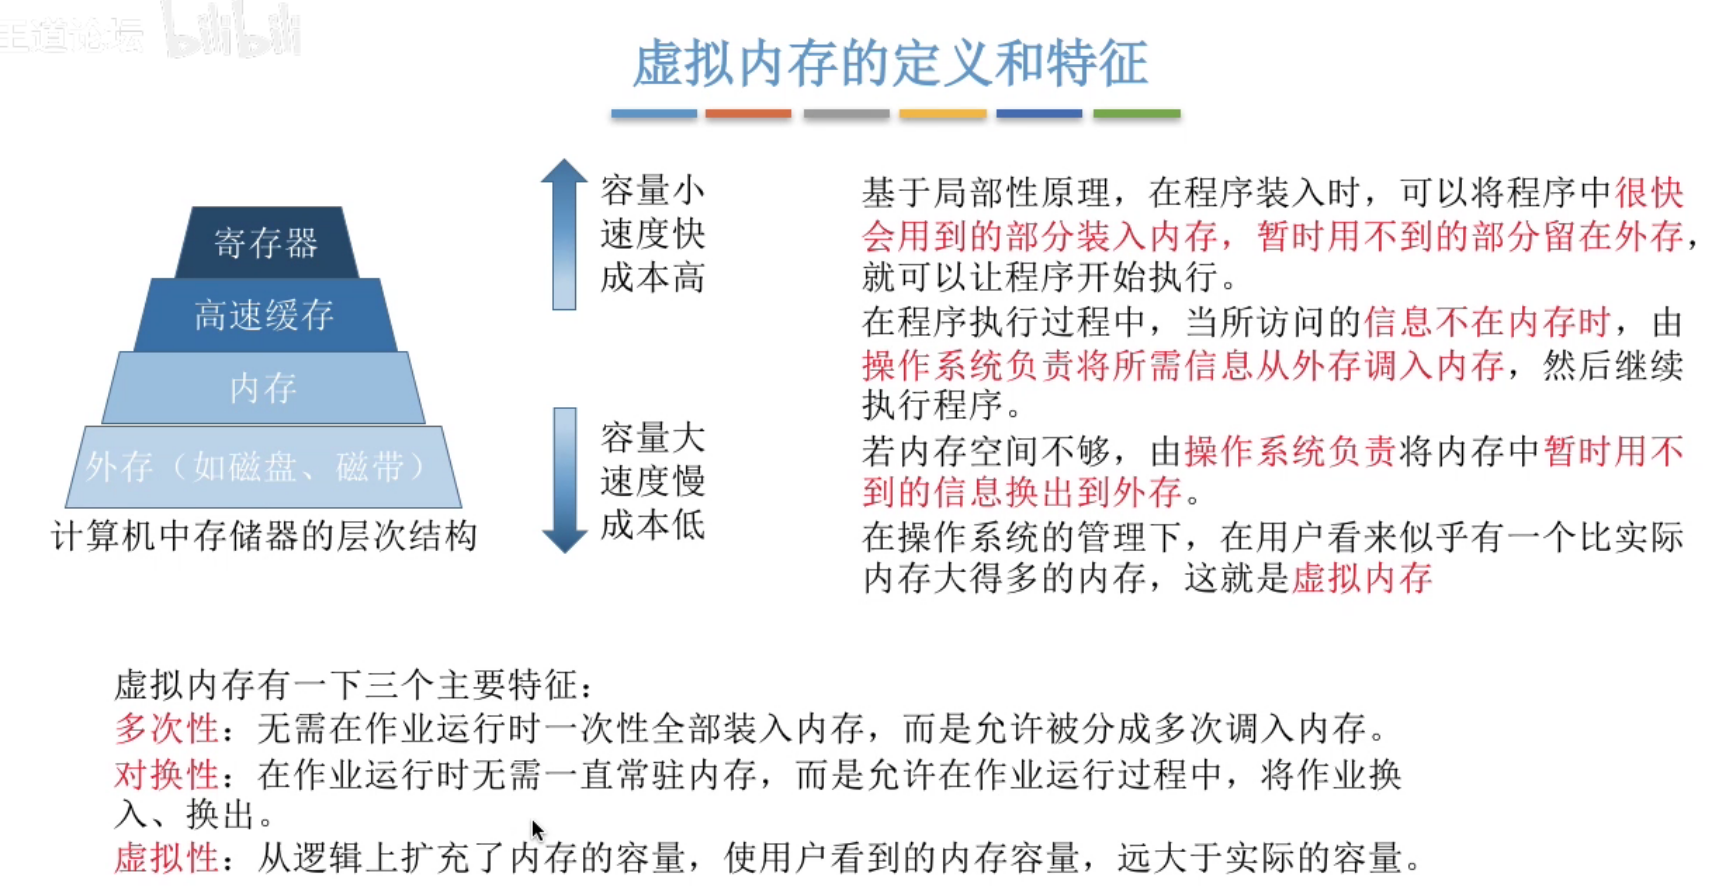 王道论坛 bilibili
虚拟内存的定义和特征
寄存器
高速缓存
内存
外存（如磁盘、磁带）
计算机中存储器的层次结构
容量小
速度快
成本高
容量大
速度慢
成本低
基于局部性原理，在程序装入时，可以将程序中很快
会用到的部分装入内存，暂时用不到的部分留在外存，
就可以让程序开始执行。
在程序执行过程中，当所访问的信息不在内存时，由
操作系统负责将所需信息从外存调入内存，然后继续
执行程序。
若内存空间不够，由操作系统负责将内存中暂时用不
到的信息换出到外存。
在操作系统的管理下，在用户看来似乎有一个比实际
内存大得多的内存，这就是虚拟内存
虚拟内存有一下三个主要特征：
多次性：无需在作业运行时一次性全部装入内存，而是允许被分成多次调入内存。
对换性：在作业运行时无需一直常驻内存，而是允许在作业运行过程中，将作业换
入、换出。
虚拟性：从逻辑上扩充了内存的容量，使用户看到的内存容量，远大于实际的容量。